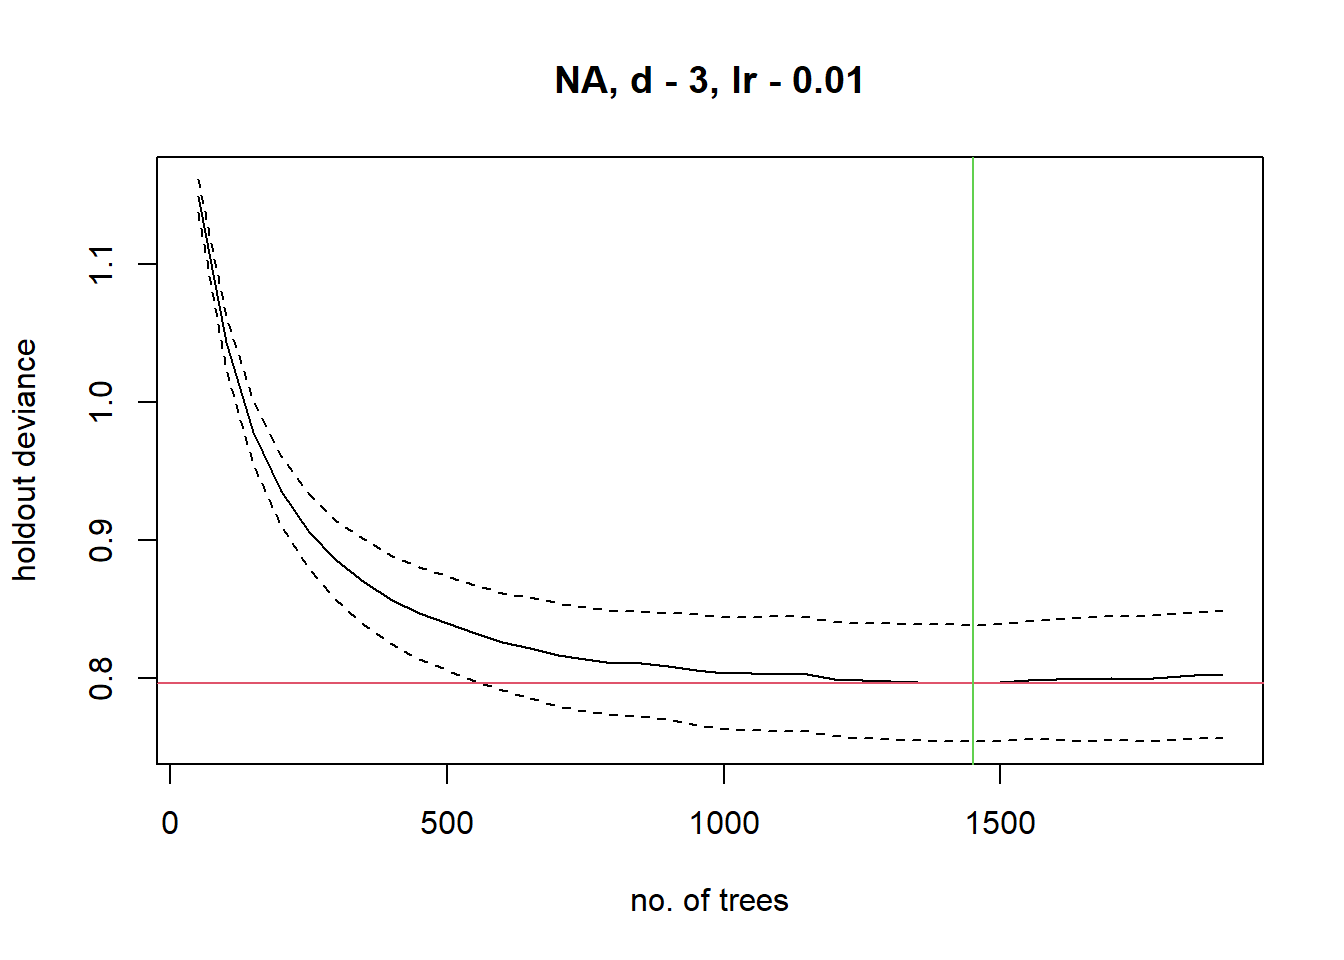 NA, d - 3, lr - 0.01
holdout deviance
1.1
1.0
0.9
0.8
0
500
1000
1500
no. of trees